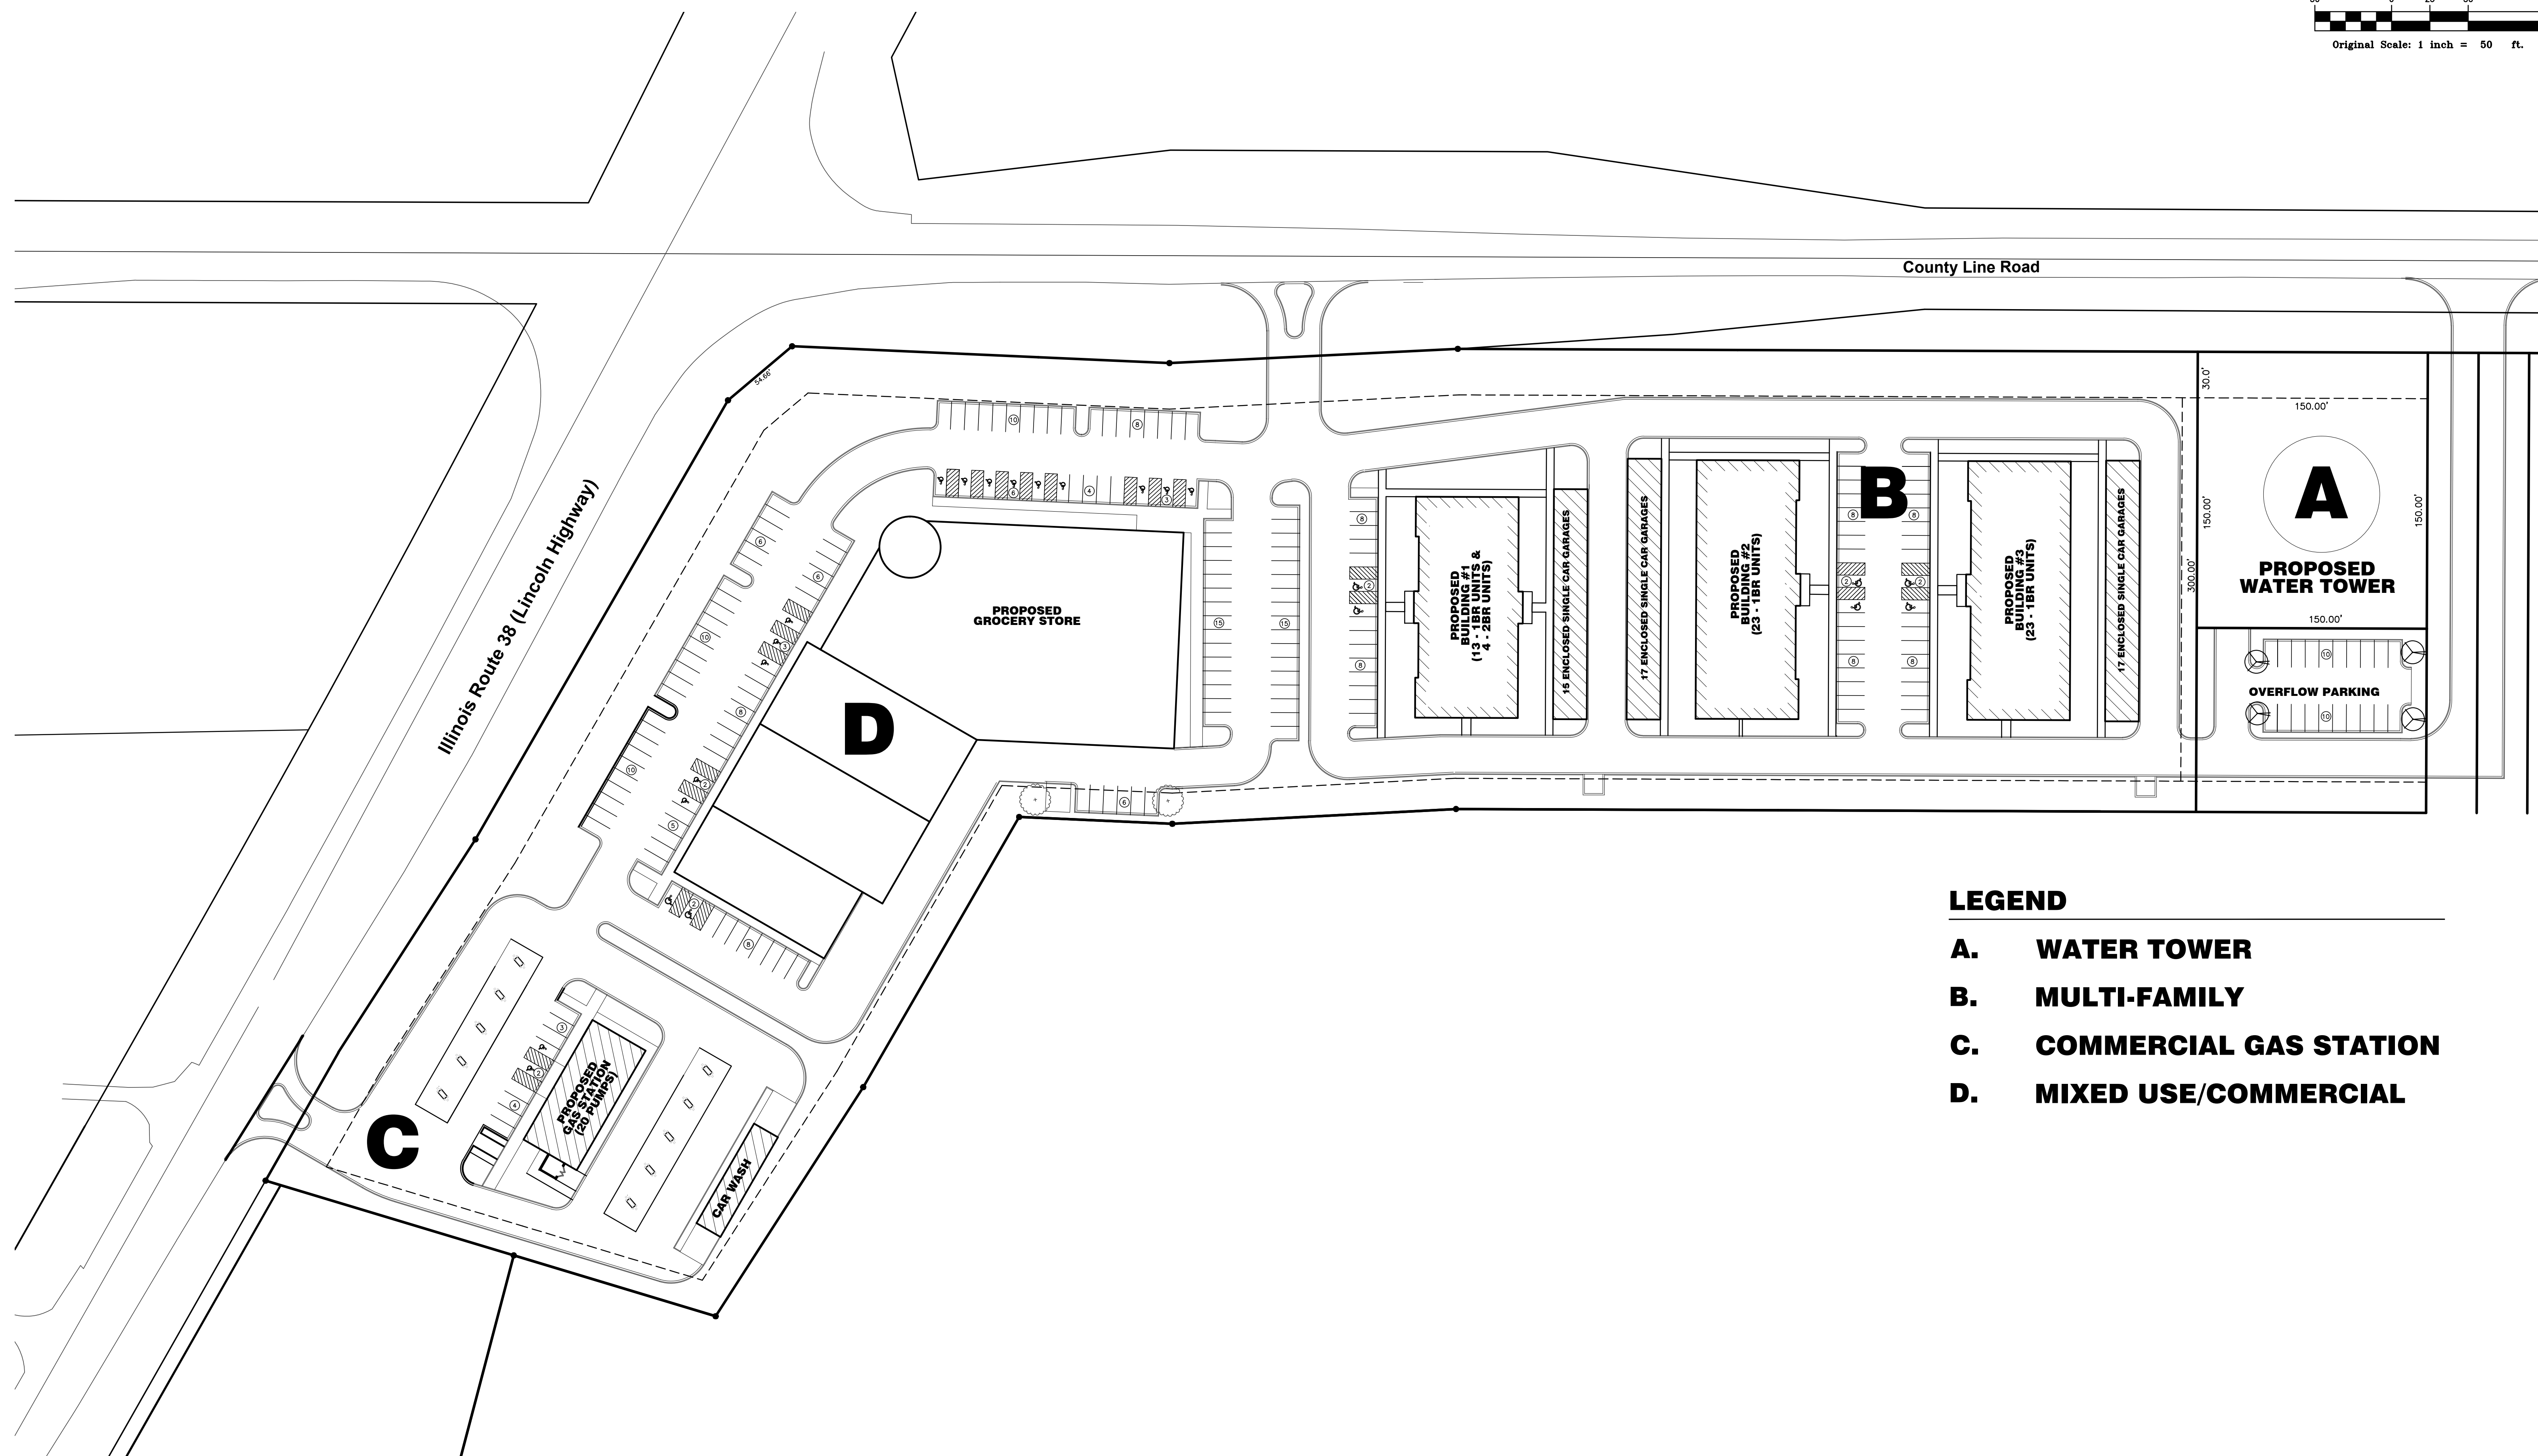 Original Scale: 1 inch = 50 ft.
County Line Road
Illinois Route 38 (Lincoln Highway)
54.66'
30.0'
150.00'
150.00'
150.00'
300.00'
A
PROPOSED
WATER TOWER
150.00'
10
OVERFLOW PARKING
10
B
10
8
6
4
3
6
6
10
3
PROPOSED
GROCERY STORE
15
15
8
2
8
PROPOSED
BUILDING #1
(13 - 1BR UNITS &
4 - 2BR UNITS)
15 ENCLOSED SINGLE CAR GARAGES
17 ENCLOSED SINGLE CAR GARAGES
PROPOSED
BUILDING #2
(23 - 1BR UNITS)
8
2
8
8
2
8
PROPOSED
BUILDING #3
(23 - 1BR UNITS)
17 ENCLOSED SINGLE CAR GARAGES
D
8
10
2
5
6
2
8
3
2
4
PROPOSED
GAS STATION
(20 PUMPS)
C
CAR WASH
LEGEND
A. WATER TOWER
B. MULTI-FAMILY
C. COMMERCIAL GAS STATION
D. MIXED USE/COMMERCIAL